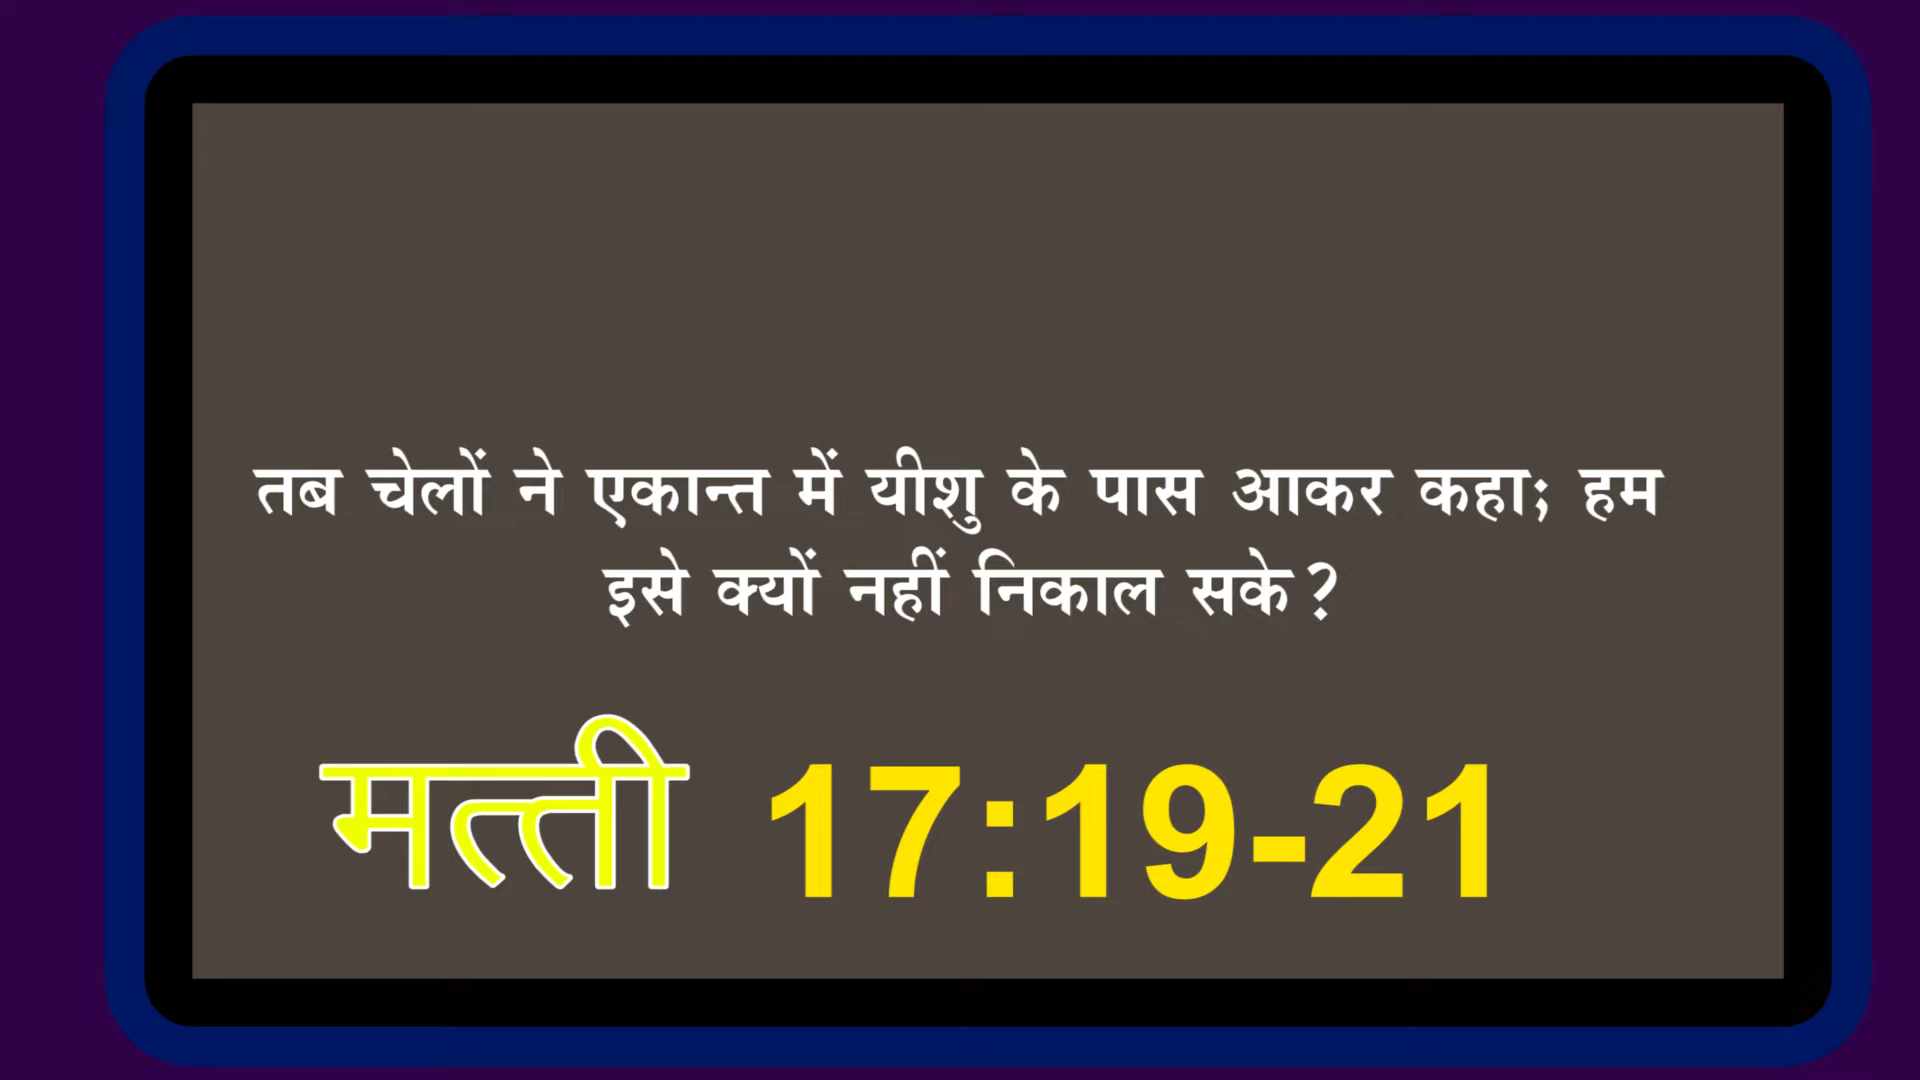 तब चेलों ने एकान्त में यीशु के पास आकर कहा; हम
इसे क्यों नहीं निकाल सके?
मत्ती 17:19-21